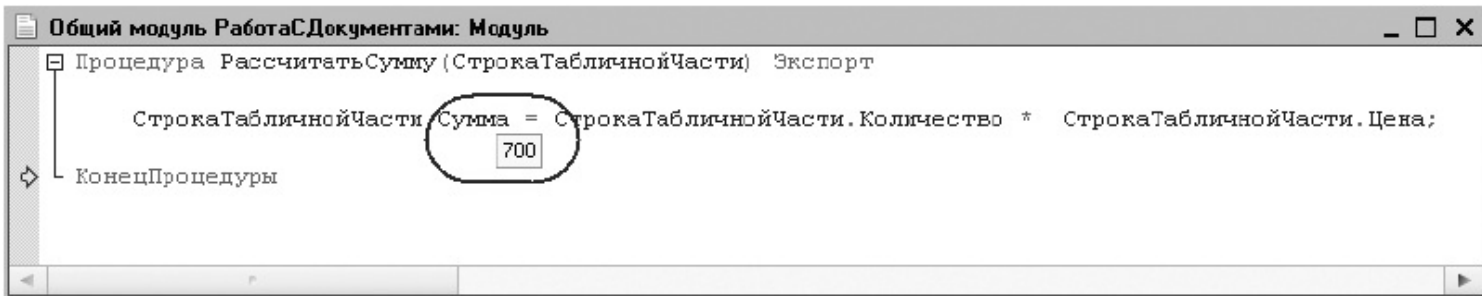 Общий модуль РаботаСДокументами: Модуль
Процедура РассчитатьСумму(СтрокаТабличнойЧасти) Экспорт
СтрокаТабличнойЧасти.Сумма = СтрокаТабличнойЧасти.Количество * СтрокаТабличнойЧасти.Цена;
700
КонецПроцедуры